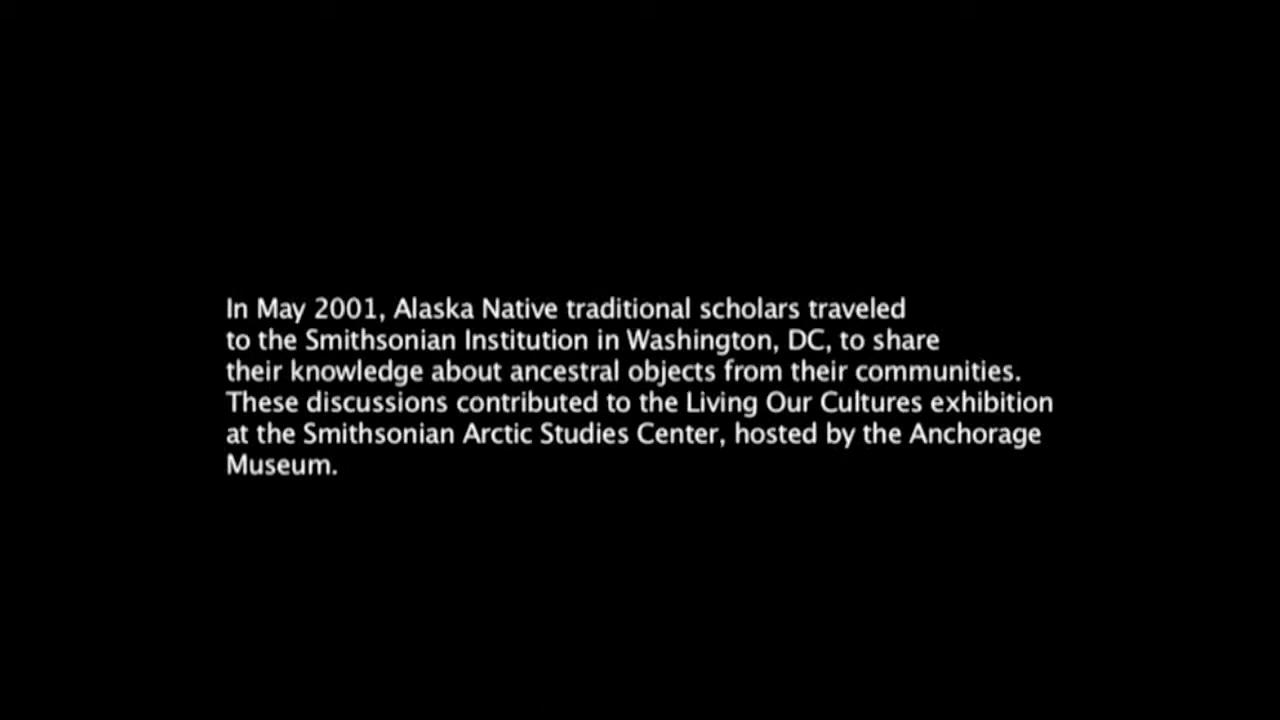 In May 2001, Alaska Native traditional scholars traveled
to the Smithsonian Institution in Washington, DC, to share
their knowledge about ancestral objects from their communities.
These discussions contributed to the Living Our Cultures exhibition
at the Smithsonian Arctic Studies Center, hosted by the Anchorage
Museum.